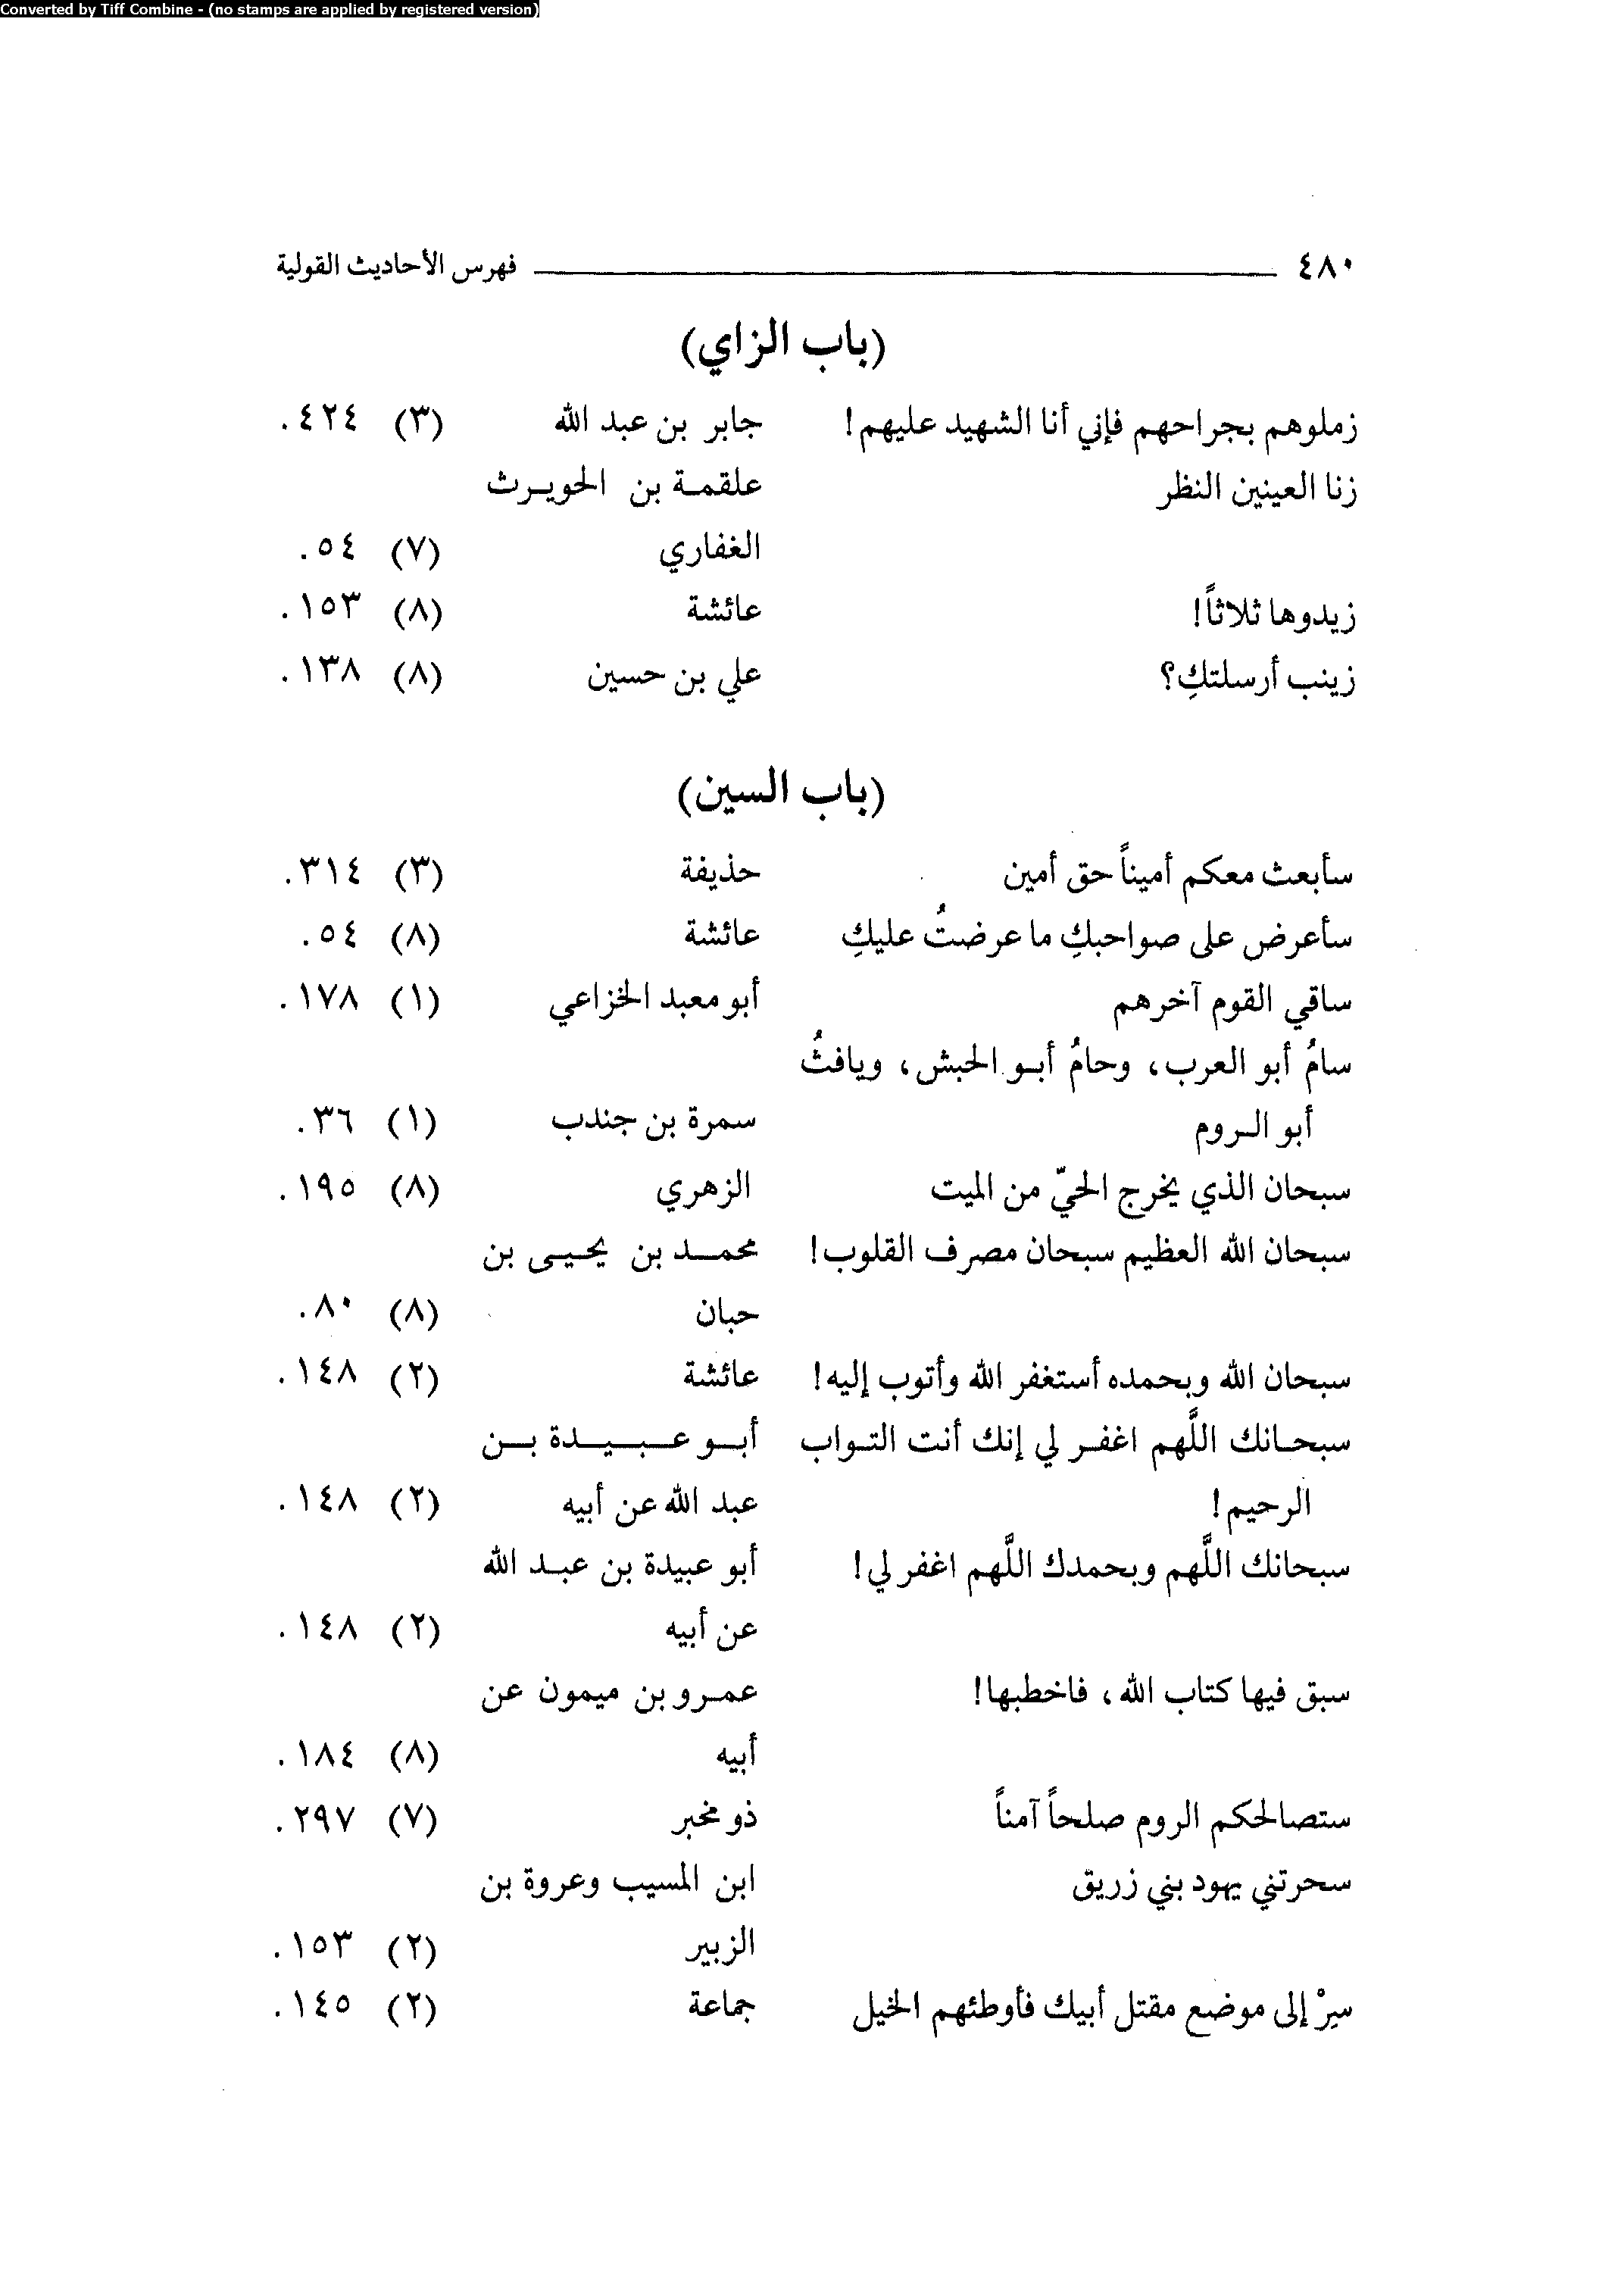 Converted by Tiff Combine - (no stamps are applied by registered version)
٤٨٠ فهرس الأحاديث القولية
(باب الزاي)
زملوهم بجراحهم فإني أنا الشهيد عليهم! جابر بن عبد الله (٣) ٤٢٤.
زنا العينين النظر علقمة بن الحويرث
الغفاري (٧) ٥٤.
زيدوها ثلاثاً! عائشة (٨) ١٥٣.
زينب أرسلتكِ؟ علي بن حسين (٨) ١٣٨.
(باب السين)
سأبعث معكم أميناً حق أمين حذيفة (٣) ٣١٤.
سأعرض على صواحبكِ ما عرضتُ عليكِ عائشة (٨) ٥٤.
ساقي القوم آخرهم أبو معبد الخزاعي (١) ١٧٨.
سامُ أبو العرب، وحامُ أبو الحبش، ويافثُ
أبو الروم سمرة بن جندب (١) ٣٦.
سبحان الذي يخرج الحيّ من الميت الزهري (٨) ١٩٥.
سبحان الله العظيم سبحان مصرف القلوب! محمد بن يحيى بن
حبان (٨) ٨٠.
سبحان الله وبحمده أستغفر الله وأتوب إليه! عائشة (٢) ١٤٨.
سبحانك اللَّهم اغفر لي إنك أنت التواب أبو عبيدة بن
الرحيم! عبد الله عن أبيه (٢) ١٤٨.
سبحانك اللَّهم وبحمدك اللَّهم اغفر لي! أبو عبيدة بن عبد الله
عن أبيه (٢) ١٤٨.
سبق فيها كتاب الله، فاخطبها! عمرو بن ميمون عن
أبيه (٨) ١٨٤.
ستصالحكم الروم صلحاً آمناً ذو مخبر (٧) ٢٩٧.
سحرتني يهود بني زريق ابن المسيب وعروة بن
الزبير (٢) ١٥٣.
سِرْ إلى موضع مقتل أبيك فأوطئهم الخيل جماعة (٢) ١٤٥.